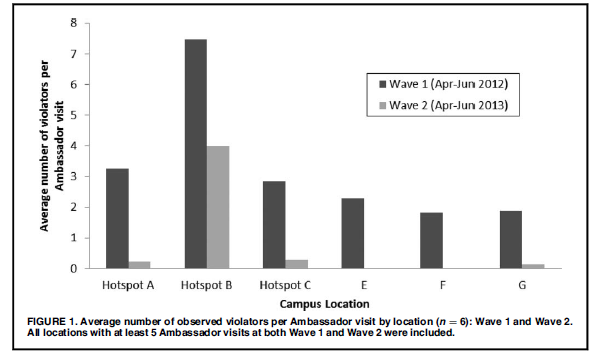 8
7
6
5
4
3
2
1
0
Average number of violators per
Ambassador visit
Wave 1 (Apr-Jun 2012)
Wave 2 (Apr-Jun 2013)
Hotspot A Hotspot B Hotspot C E F G
Campus Location
FIGURE 1. Average number of observed violators per Ambassador visit by location (n = 6): Wave 1 and Wave 2.
All locations with at least 5 Ambassador visits at both Wave 1 and Wave 2 were included.